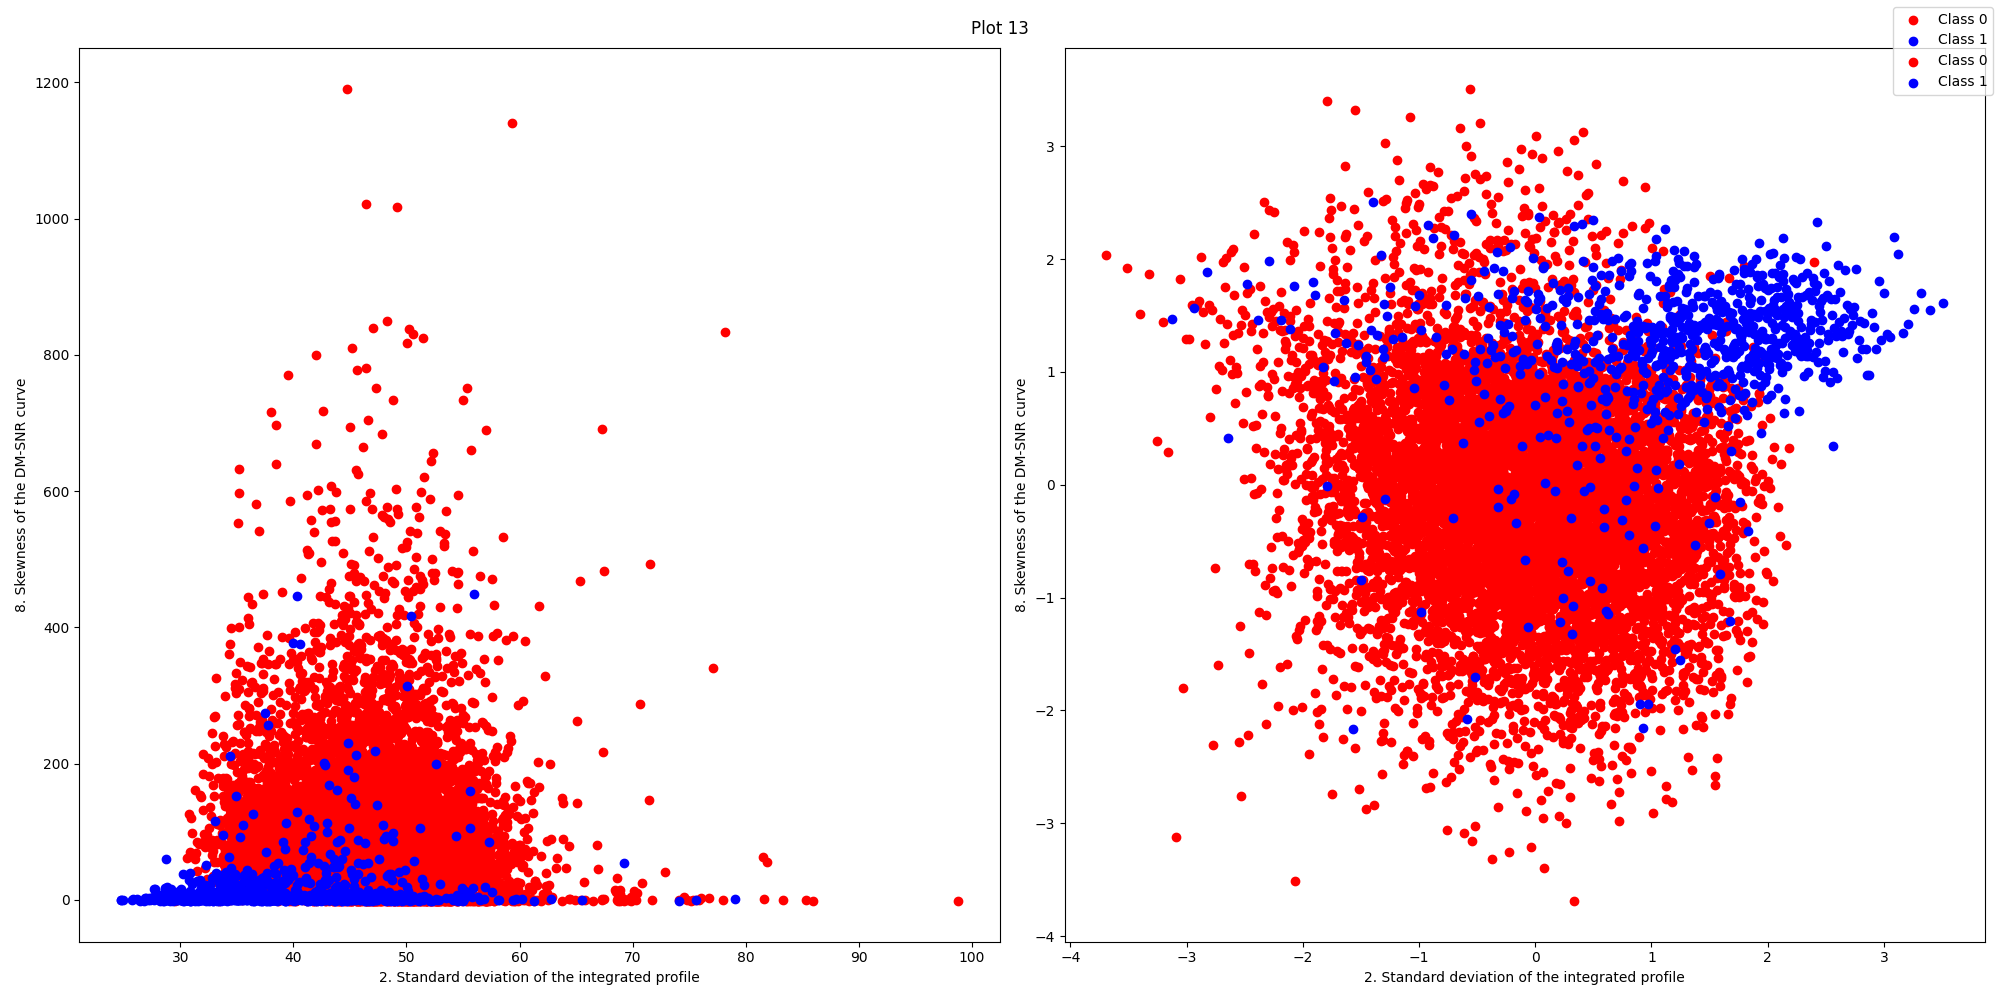 Plot 13
Class 0
Class 1
Class 0
Class 1
8. Skewness of the DM-SNR curve
1200
1000
800
600
400
200
0
30 40 50 60 70 80 90 100
2. Standard deviation of the integrated profile
8. Skewness of the DM-SNR curve
3
2
1
0
−1
−2
−3
−4
−4 −3 −2 −1 0 1 2 3
2. Standard deviation of the integrated profile